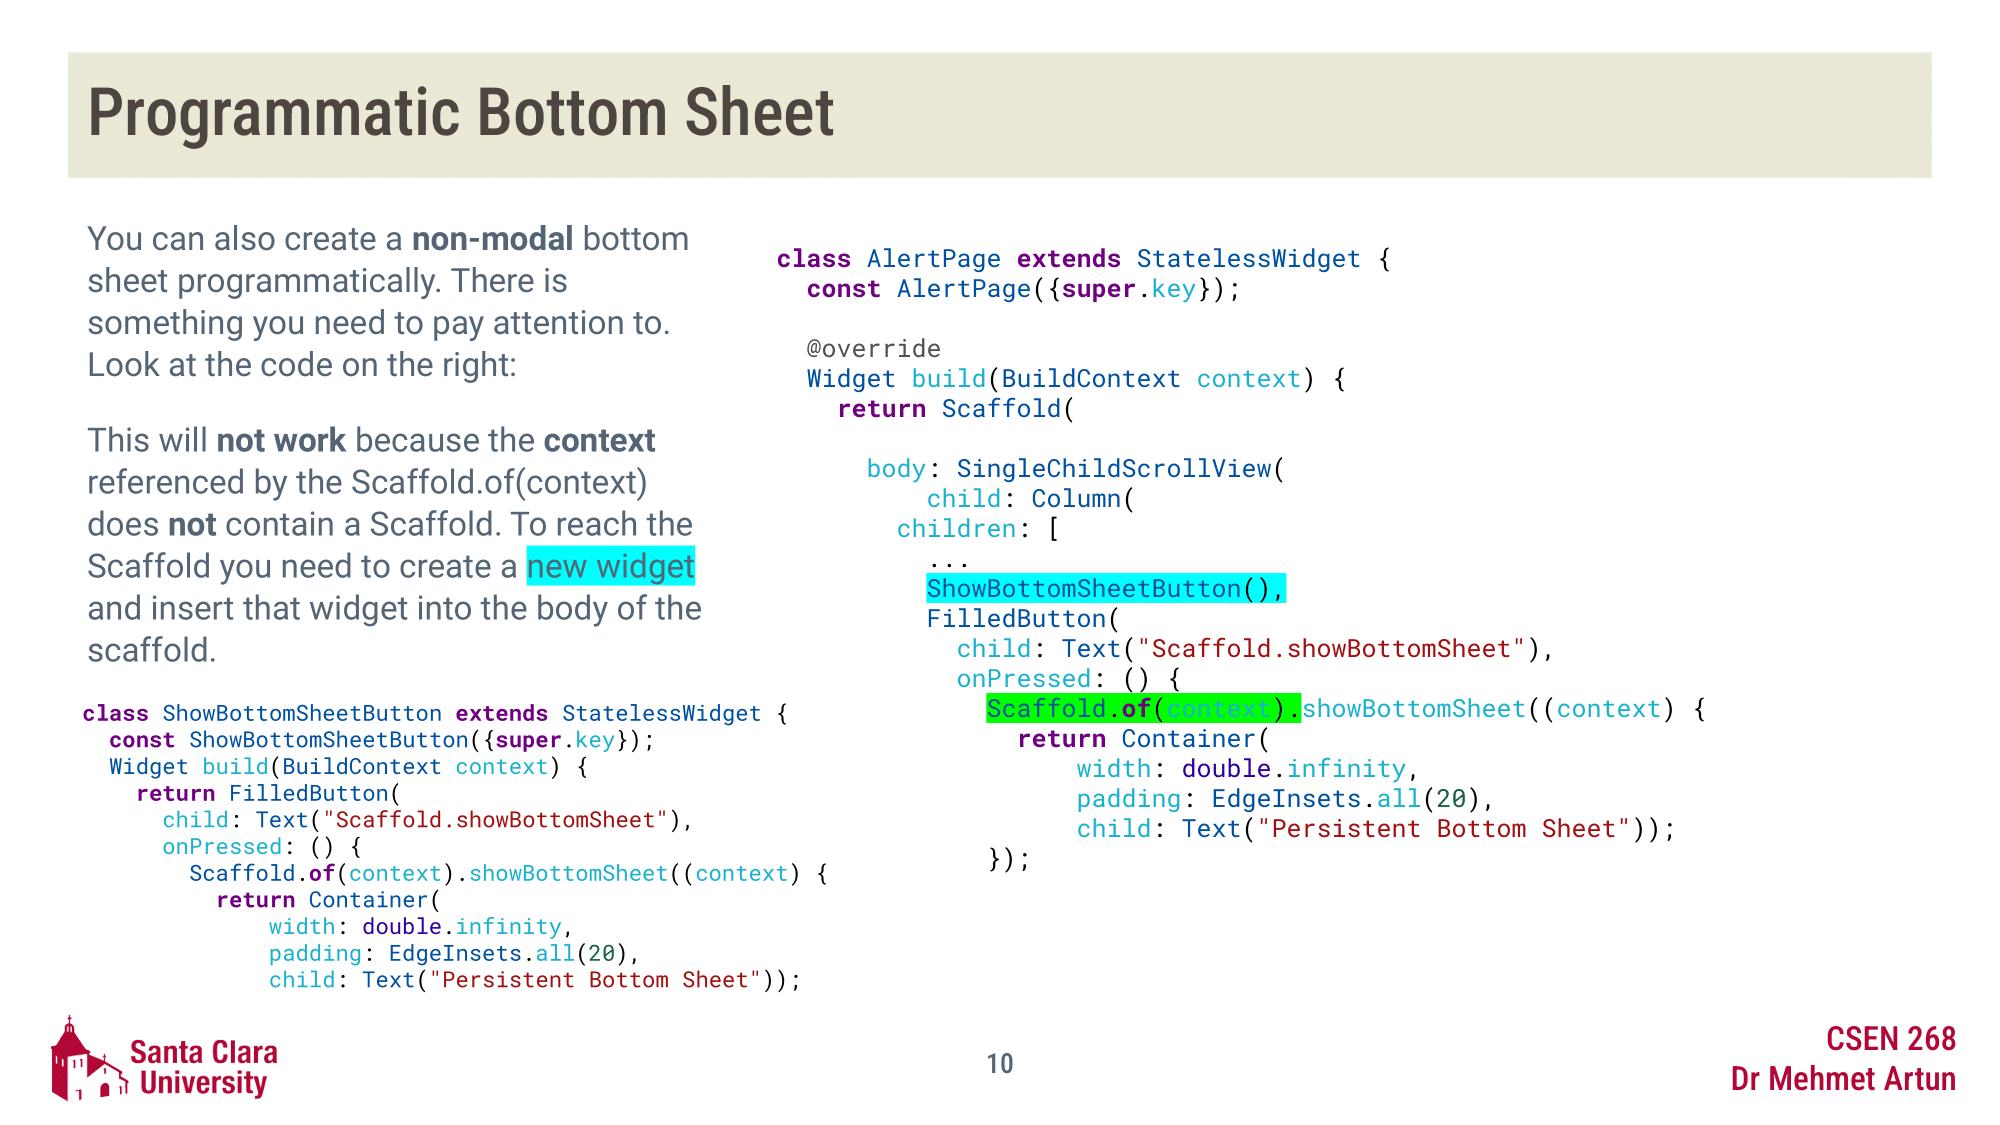 Programmatic Bottom Sheet
You can also create a non-modal bottom
sheet programmatically. There is
something you need to pay attention to.
Look at the code on the right:
This will not work because the context
referenced by the Scaffold.of(context)
does not contain a Scaffold. To reach the
Scaffold you need to create a new widget
and insert that widget into the body of the
scaffold.
class ShowBottomSheetButton extends StatelessWidget {
  const ShowBottomSheetButton({super.key});
  Widget build(BuildContext context) {
    return FilledButton(
      child: Text("Scaffold.showBottomSheet"),
      onPressed: () {
        Scaffold.of(context).showBottomSheet((context) {
          return Container(
              width: double.infinity,
              padding: EdgeInsets.all(20),
              child: Text("Persistent Bottom Sheet"));
class AlertPage extends StatelessWidget {
  const AlertPage({super.key});
  @override
  Widget build(BuildContext context) {
    return Scaffold(
      body: SingleChildScrollView(
          child: Column(
        children: [
          ...
          ShowBottomSheetButton(),
          FilledButton(
            child: Text("Scaffold.showBottomSheet"),
            onPressed: () {
              Scaffold.of(context).showBottomSheet((context) {
                return Container(
                    width: double.infinity,
                    padding: EdgeInsets.all(20),
                    child: Text("Persistent Bottom Sheet"));
              });
Santa Clara
University
10
CSEN 268
Dr Mehmet Artun